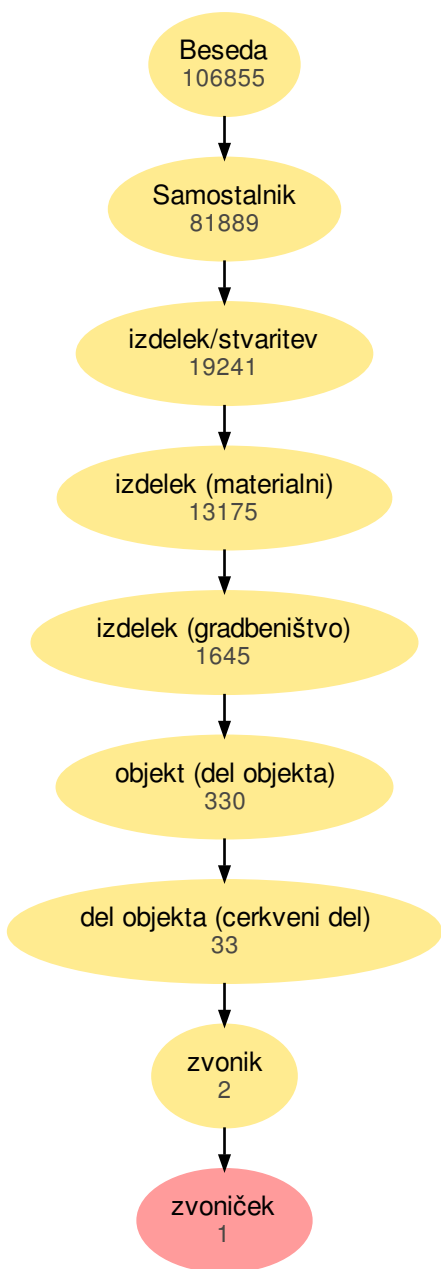 Beseda
106855
Samostalnik
81889
izdelek/stvaritev
19241
izdelek (materialni)
13175
izdelek (gradbeništvo)
1645
objekt (del objekta)
330
del objekta (cerkveni del)
33
zvonik
2
zvoniček
1